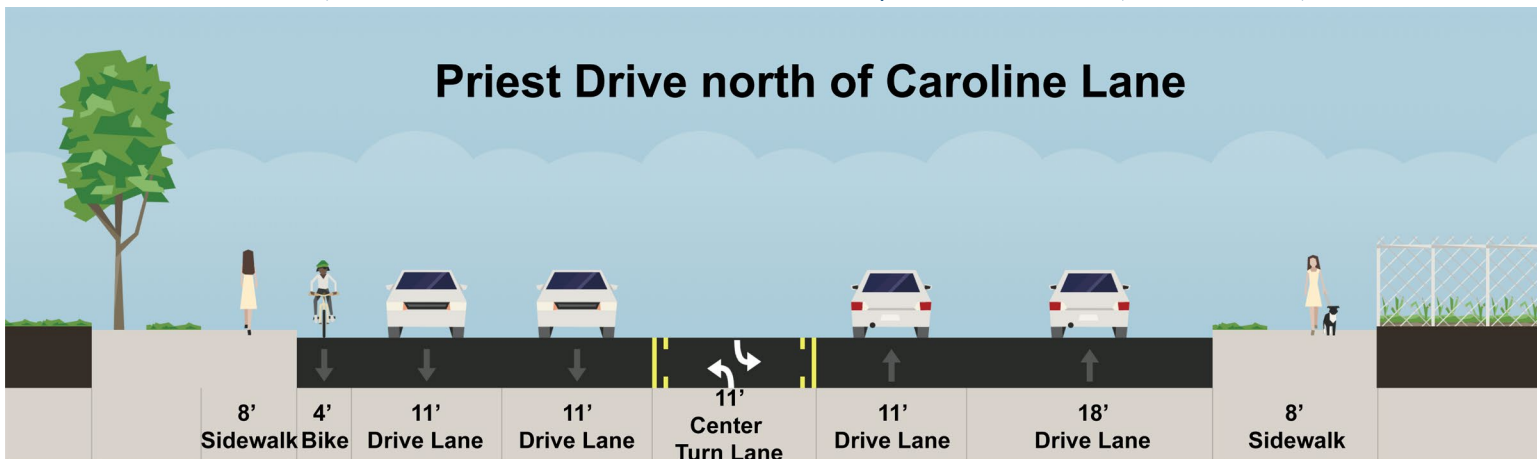 Priest Drive north of Caroline Lane
8’
Sidewalk
4’
Bike
11’
Drive Lane
11’
Drive Lane
11’
Center
Turn Lane
11’
Drive Lane
18’
Drive Lane
8’
Sidewalk